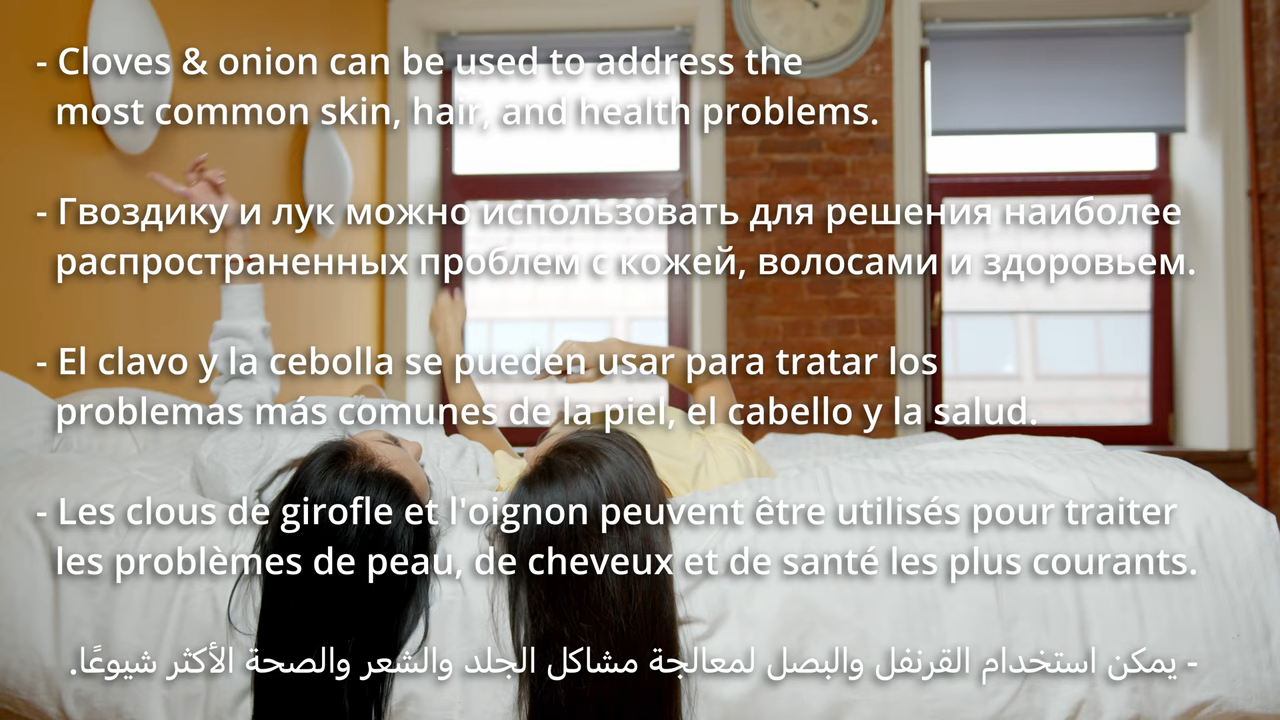 - Cloves & onion can be used to address the
most common skin, hair, and health problems.
- Гвоздику и лук можно использовать для решения наиболее
распространенных проблем с кожей, волосами и здоровьем.
- El clavo y la cebolla se pueden usar para tratar los
problemas más comunes de la piel, el cabello y la salud.
- Les clous de girofle et l'oignon peuvent être utilisés pour traiter
les problèmes de peau, de cheveux et de santé les plus courants.
- يمكن استخدام القرنفل والبصل لمعالجة مشاكل الجلد والشعر والصحة الأكثر شيوعًا.